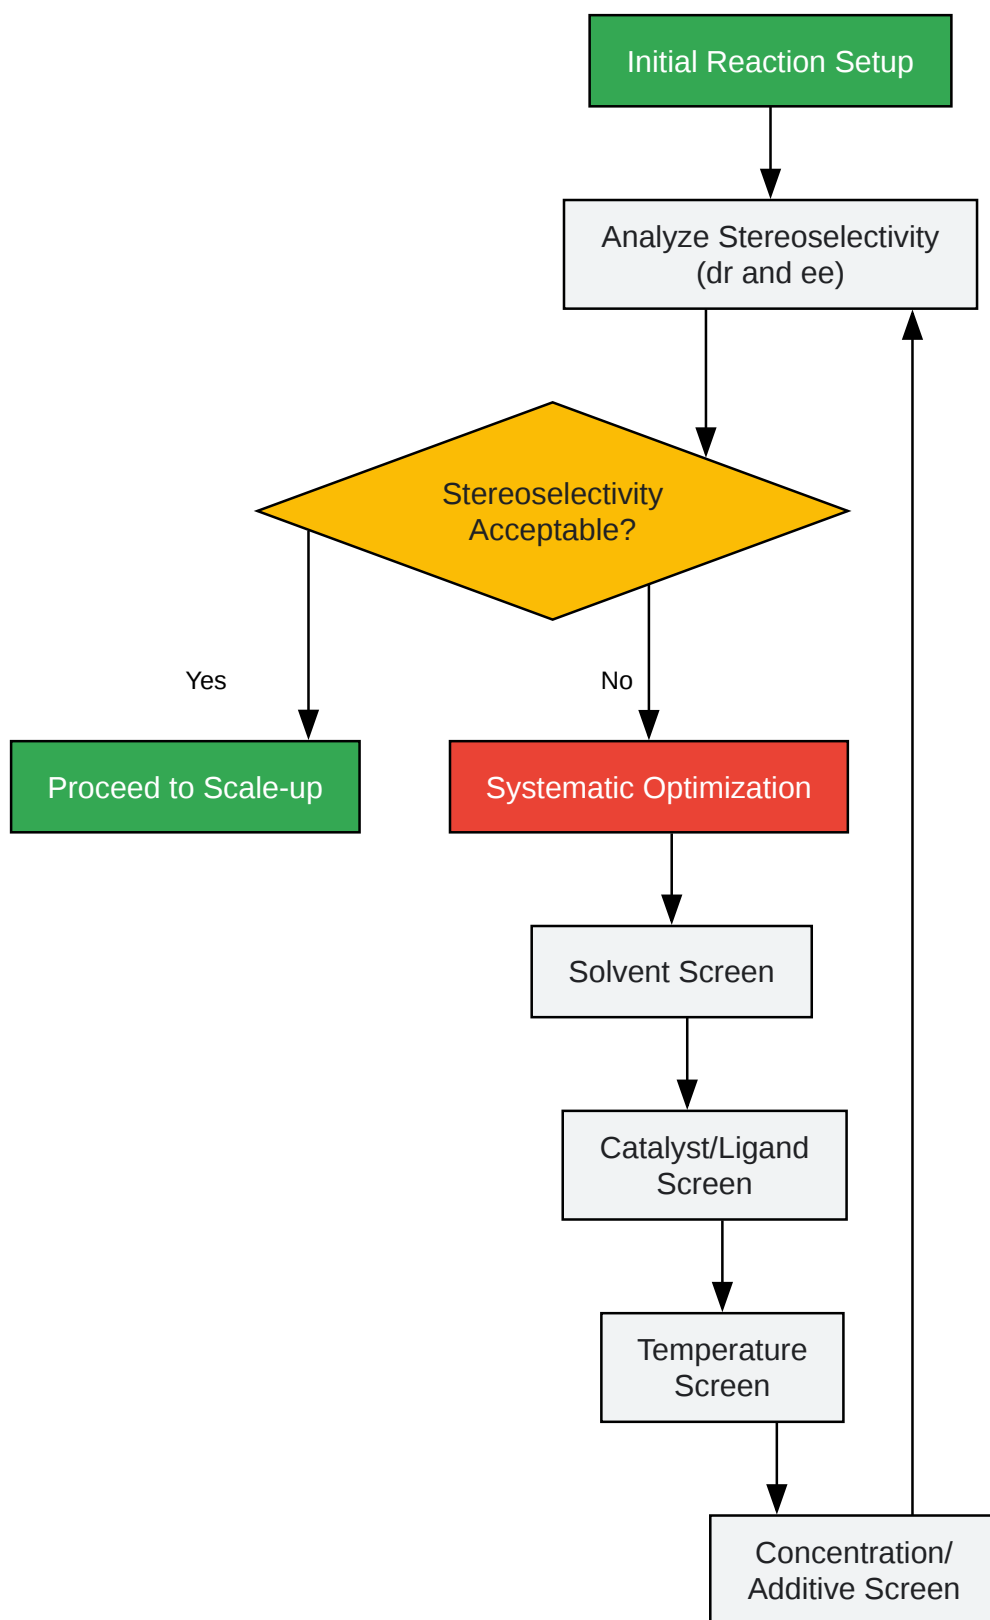 Initial Reaction Setup
Analyze Stereoselectivity
(dr and ee)
Stereoselectivity
Acceptable?
Yes
No
Proceed to Scale-up
Systematic Optimization
Solvent Screen
Catalyst/Ligand
Screen
Temperature
Screen
Concentration/
Additive Screen